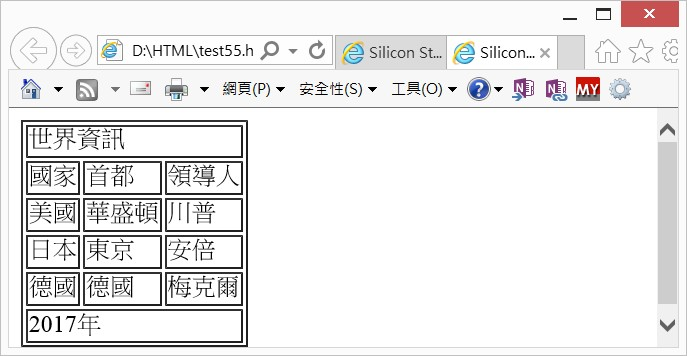 D:\HTML\test55.h
Silicon St...
Silicon...
網頁(P) 安全性(S) 工具(O)
MY
世界資訊
國家 首都 領導人
美國 華盛頓 川普
日本 東京 安倍
德國 德國 梅克爾
2017年